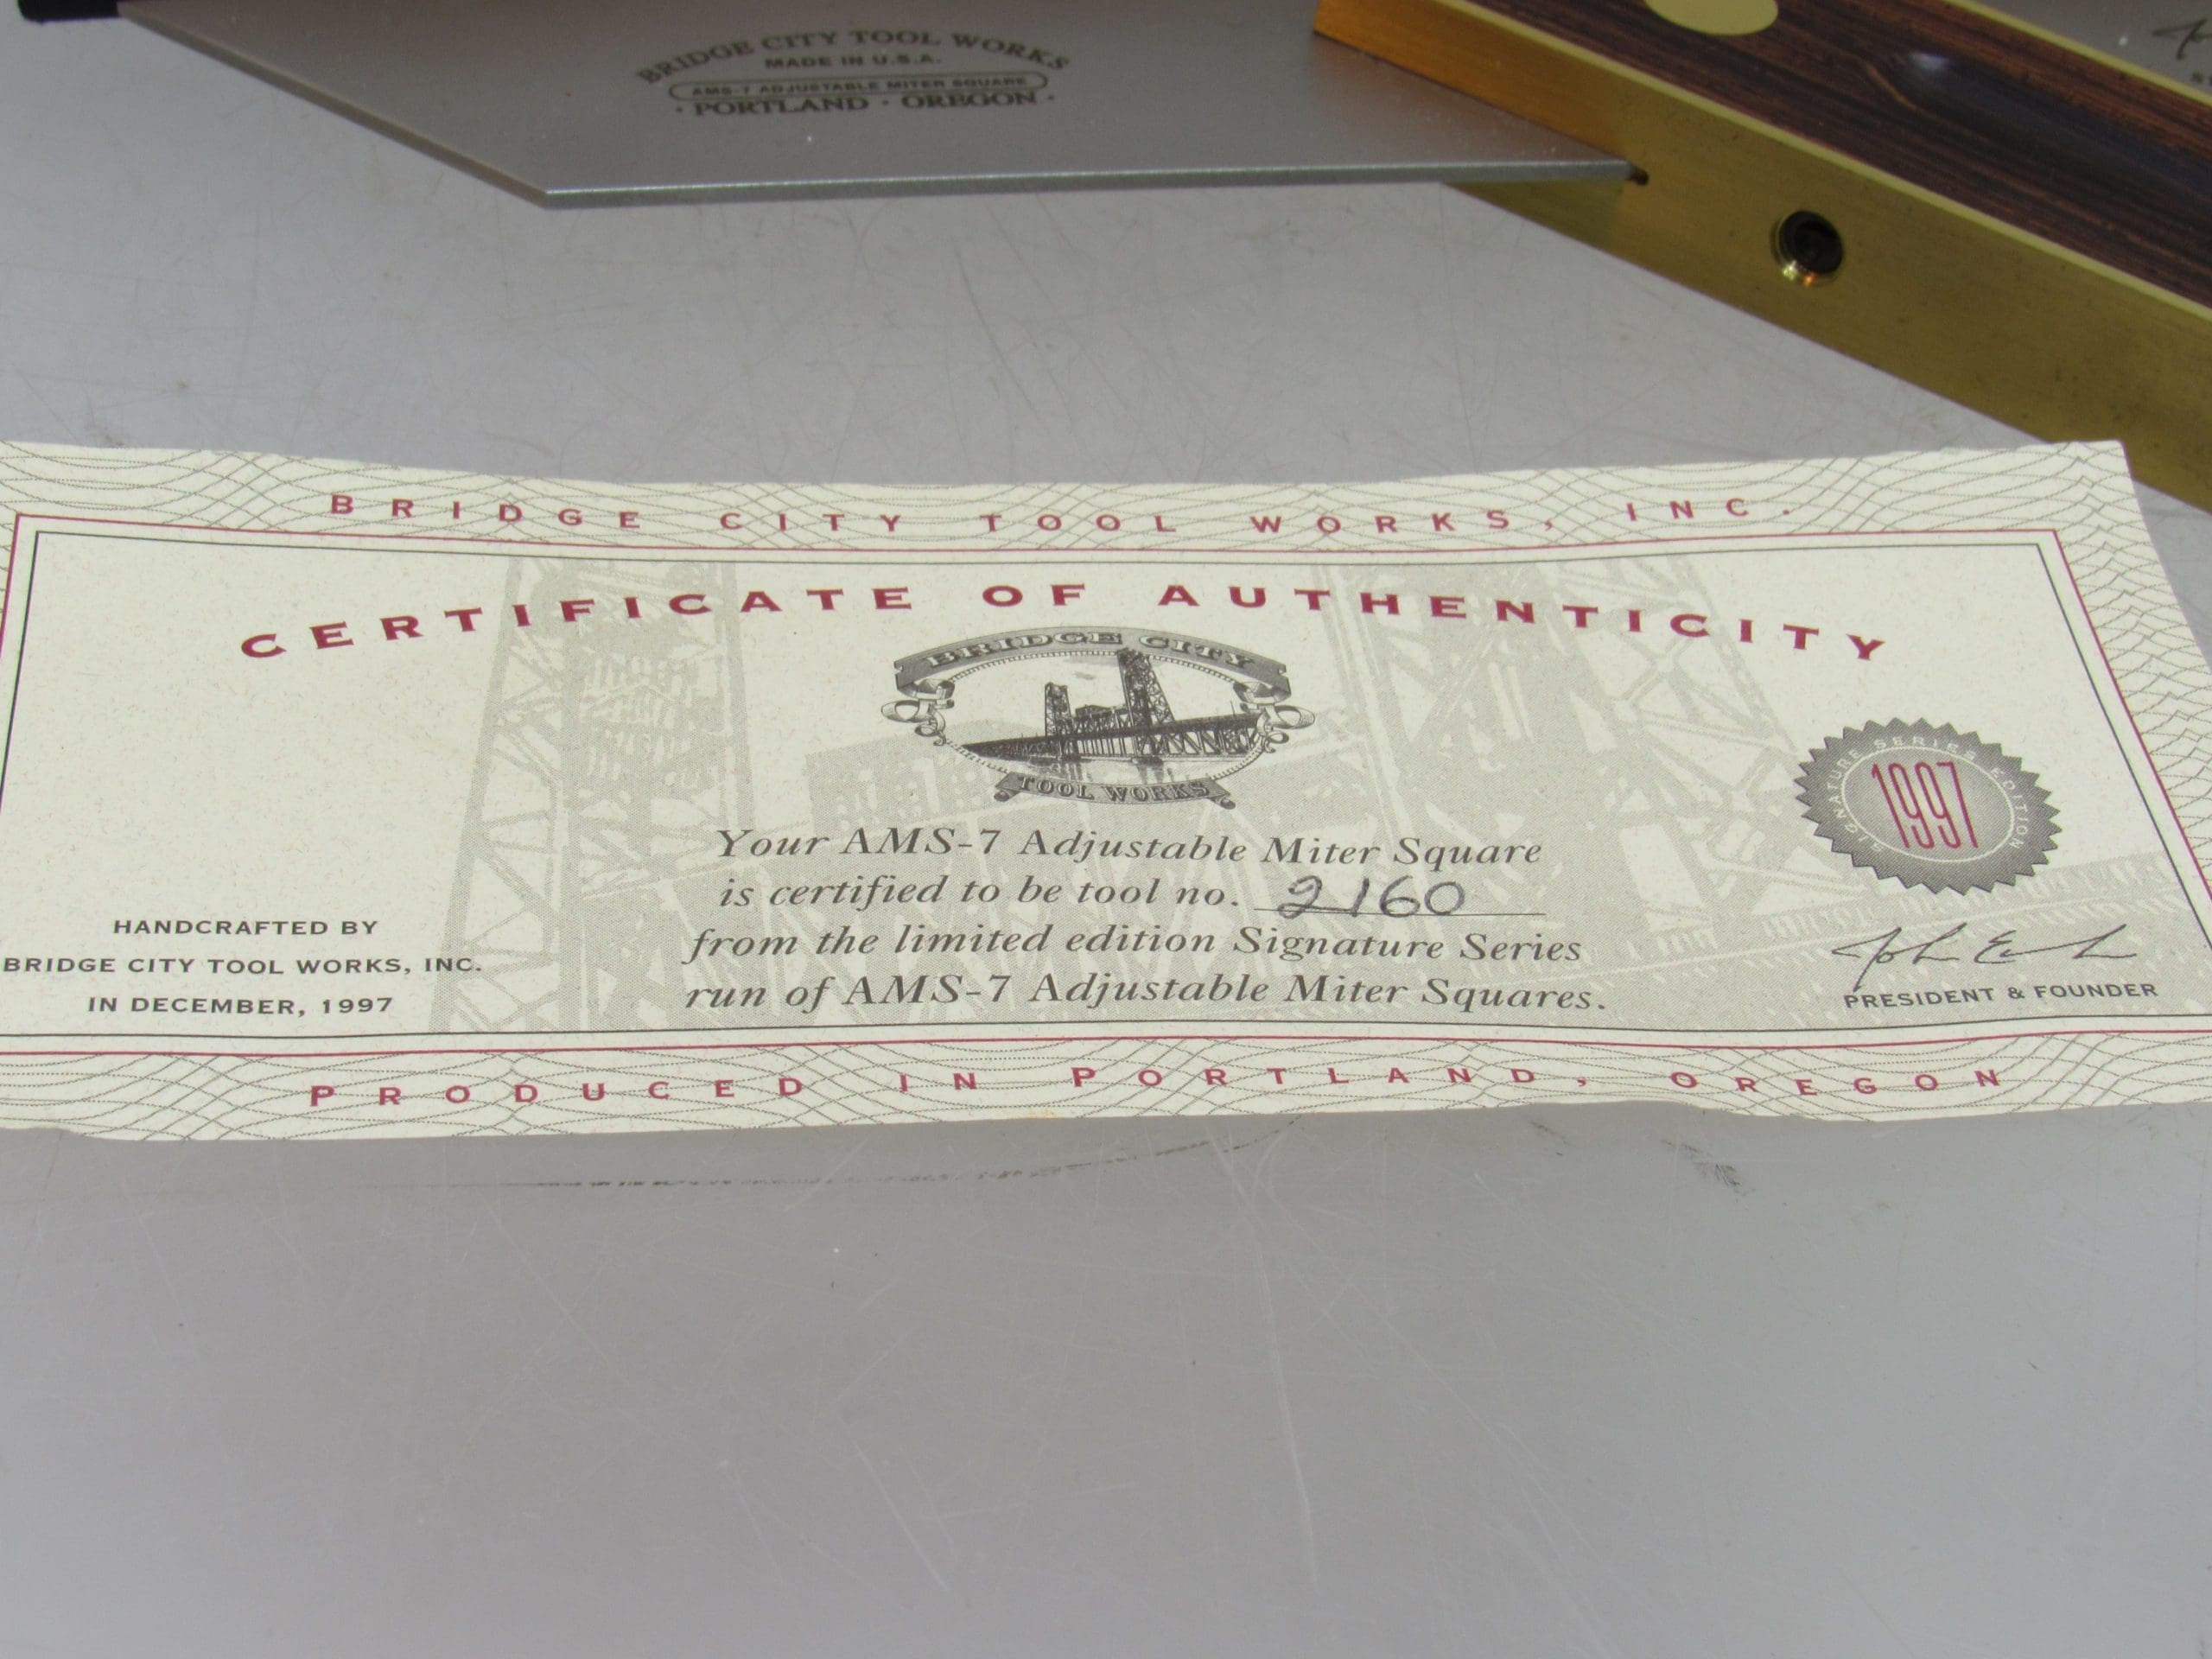 BRIDGE CITY TOOL WORKS
MADE IN U.S.A.
AMS-7 ADJUSTABLE MITER SQUARE
· PORTLAND · OREGON ·
BRIDGE CITY TOOL WORKS, INC.
CERTIFICATE OF AUTHENTICITY
BRIDGE CITY
TOOL WORKS
SIGNATURE SERIES EDITION
1997
Your AMS-7 Adjustable Miter Square
is certified to be tool no. 2160
from the limited edition Signature Series
run of AMS-7 Adjustable Miter Squares.
HANDCRAFTED BY
BRIDGE CITY TOOL WORKS, INC.
IN DECEMBER, 1997
PRESIDENT & FOUNDER
PRODUCED IN PORTLAND, OREGON